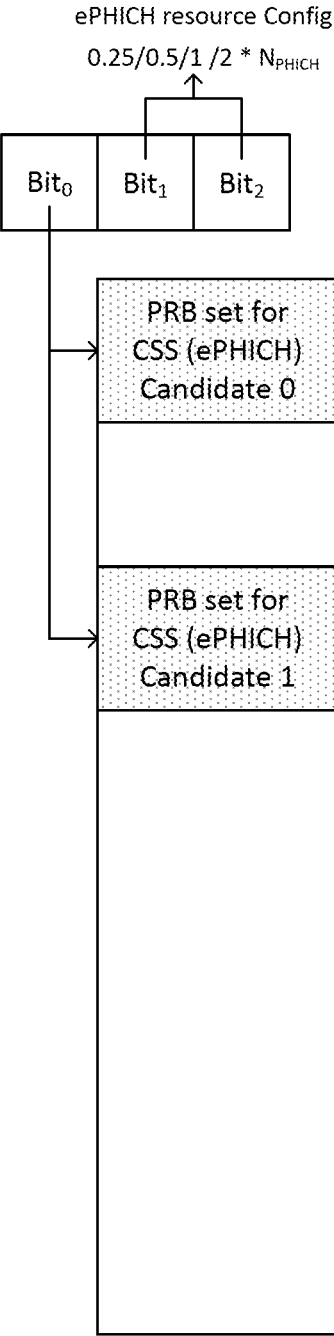 ePHICH resource Config
0.25/0.5/1 /2 * N_PHICH
Bit₀ Bit₁ Bit₂
PRB set for
CSS (ePHICH)
Candidate 0
PRB set for
CSS (ePHICH)
Candidate 1